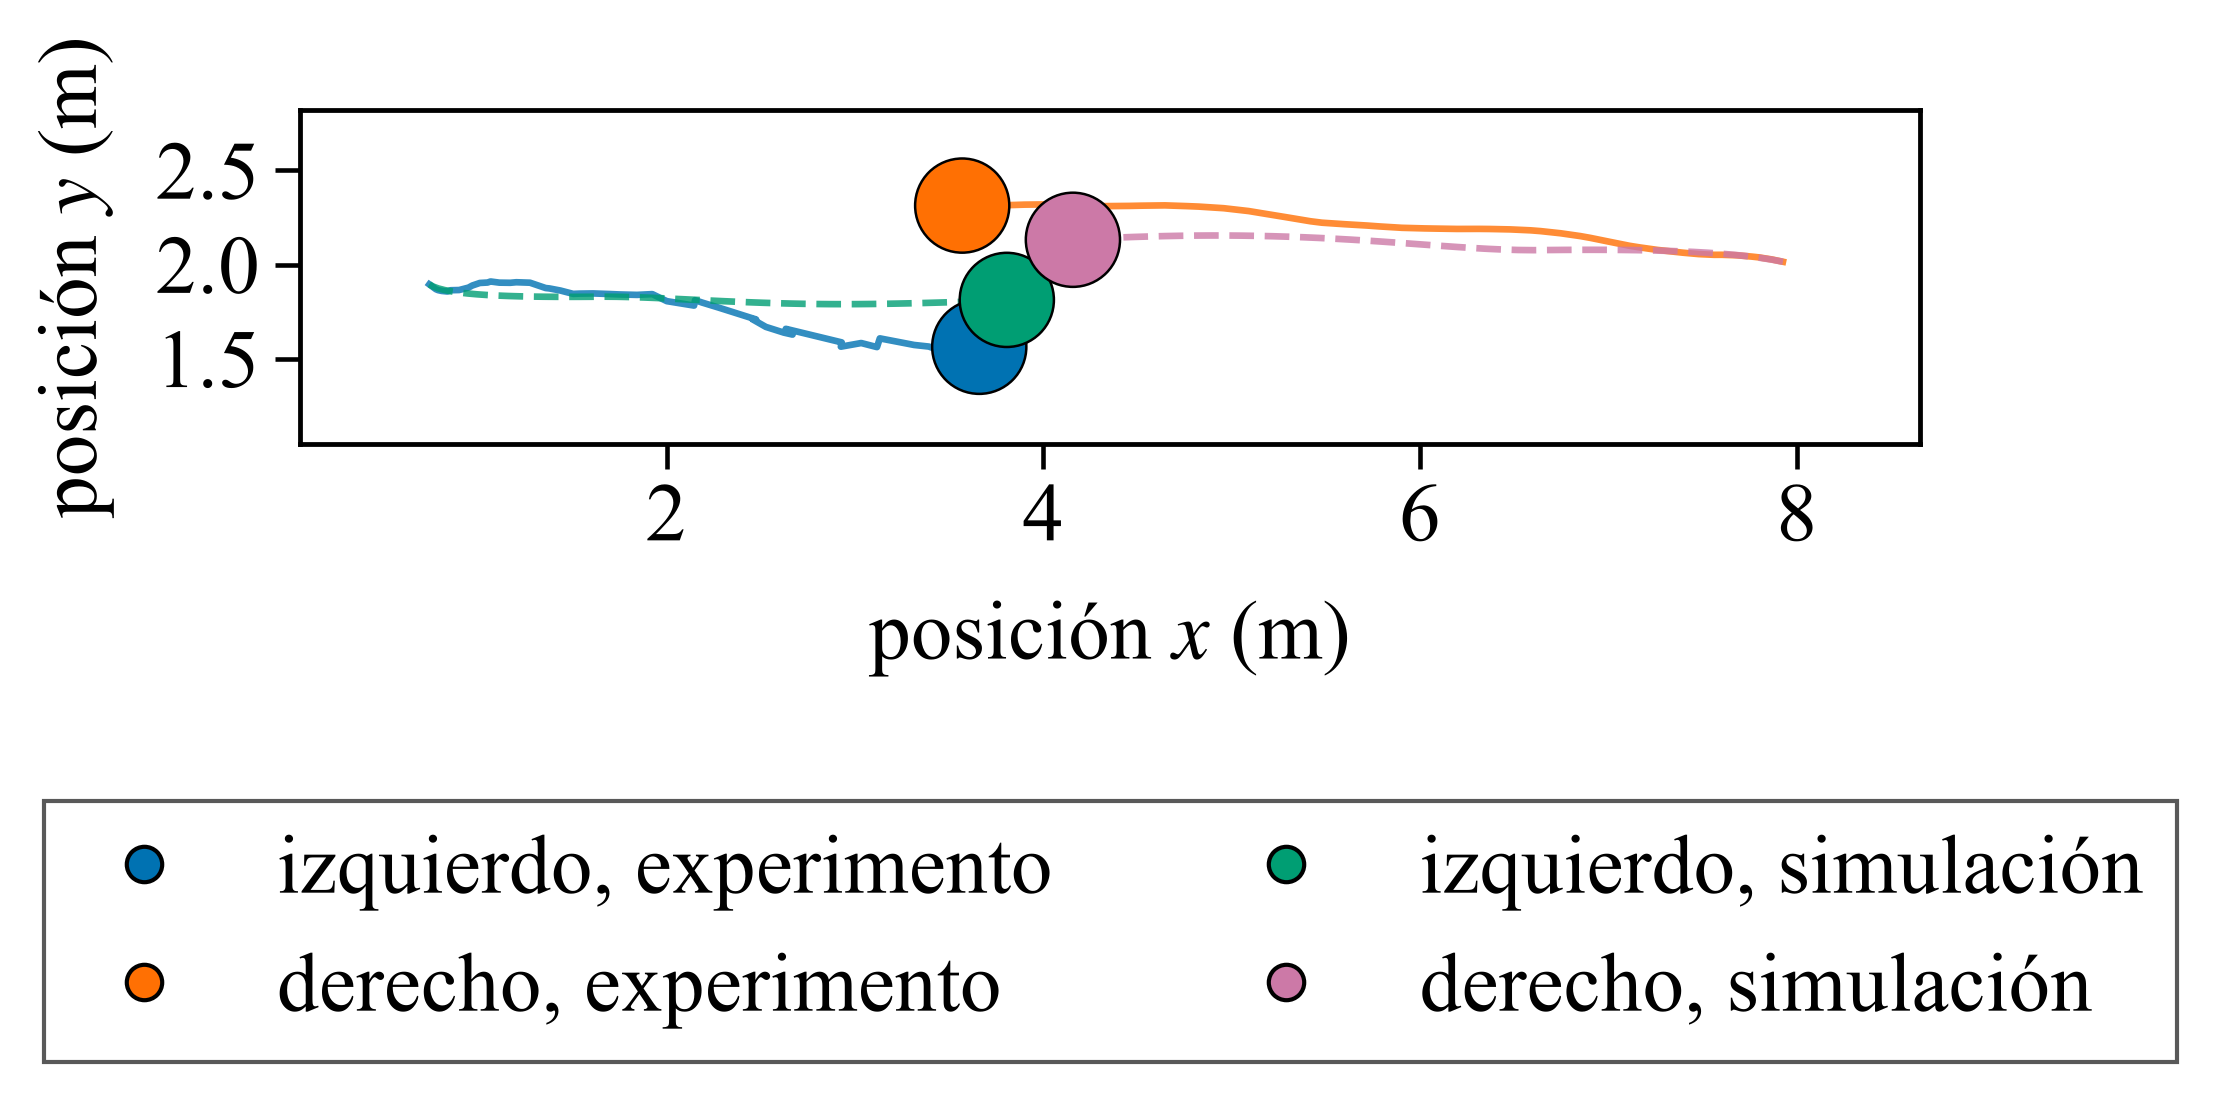 posición y (m)
2.5
2.0
1.5
2 4 6 8
posición x (m)
izquierdo, experimento
derecho, experimento
izquierdo, simulación
derecho, simulación